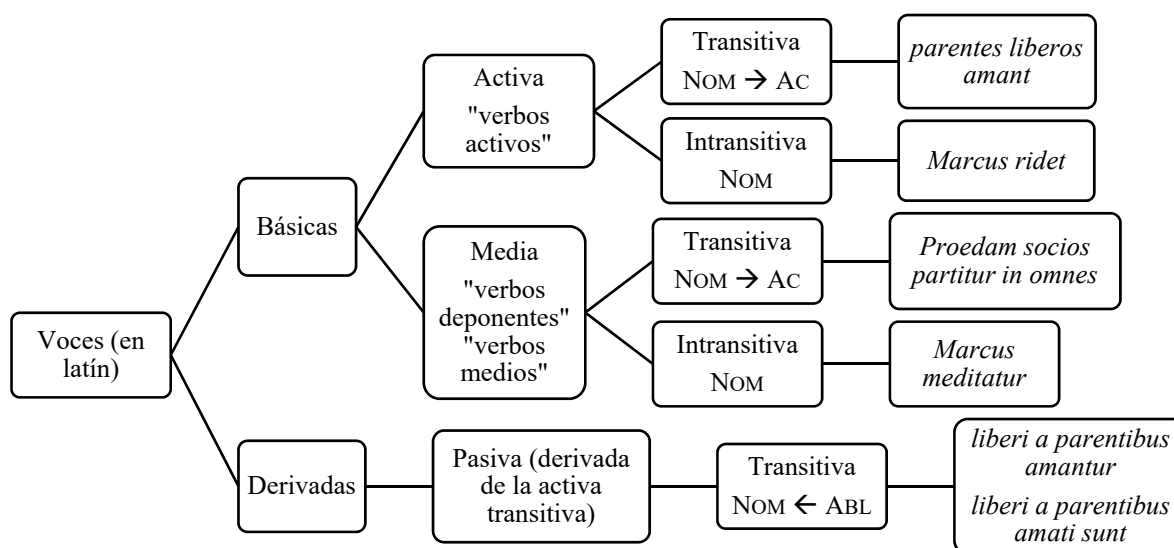 Voces (en
latín)
Básicas
Activa
"verbos
activos"
Transitiva
NOM → AC
parentes liberos
amant
Intransitiva
NOM
Marcus ridet
Media
"verbos
deponentes"
"verbos
medios"
Transitiva
NOM → AC
Proedam socios
partitur in omnes
Intransitiva
NOM
Marcus
meditatur
Derivadas
Pasiva (derivada
de la activa
transitiva)
Transitiva
NOM ← ABL
liberi a parentibus
amantur
liberi a parentibus
amati sunt